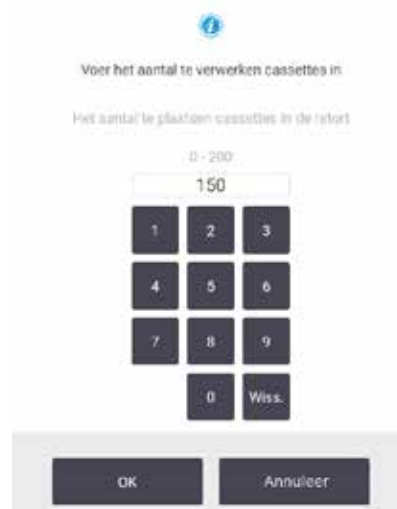 Voer het aantal te verwerken cassettes in
Het aantal te plaatsen cassettes in de retort
0 - 200
150
1 2 3
4 5 6
7 8 9
0 Wiss.
OK Annuleer